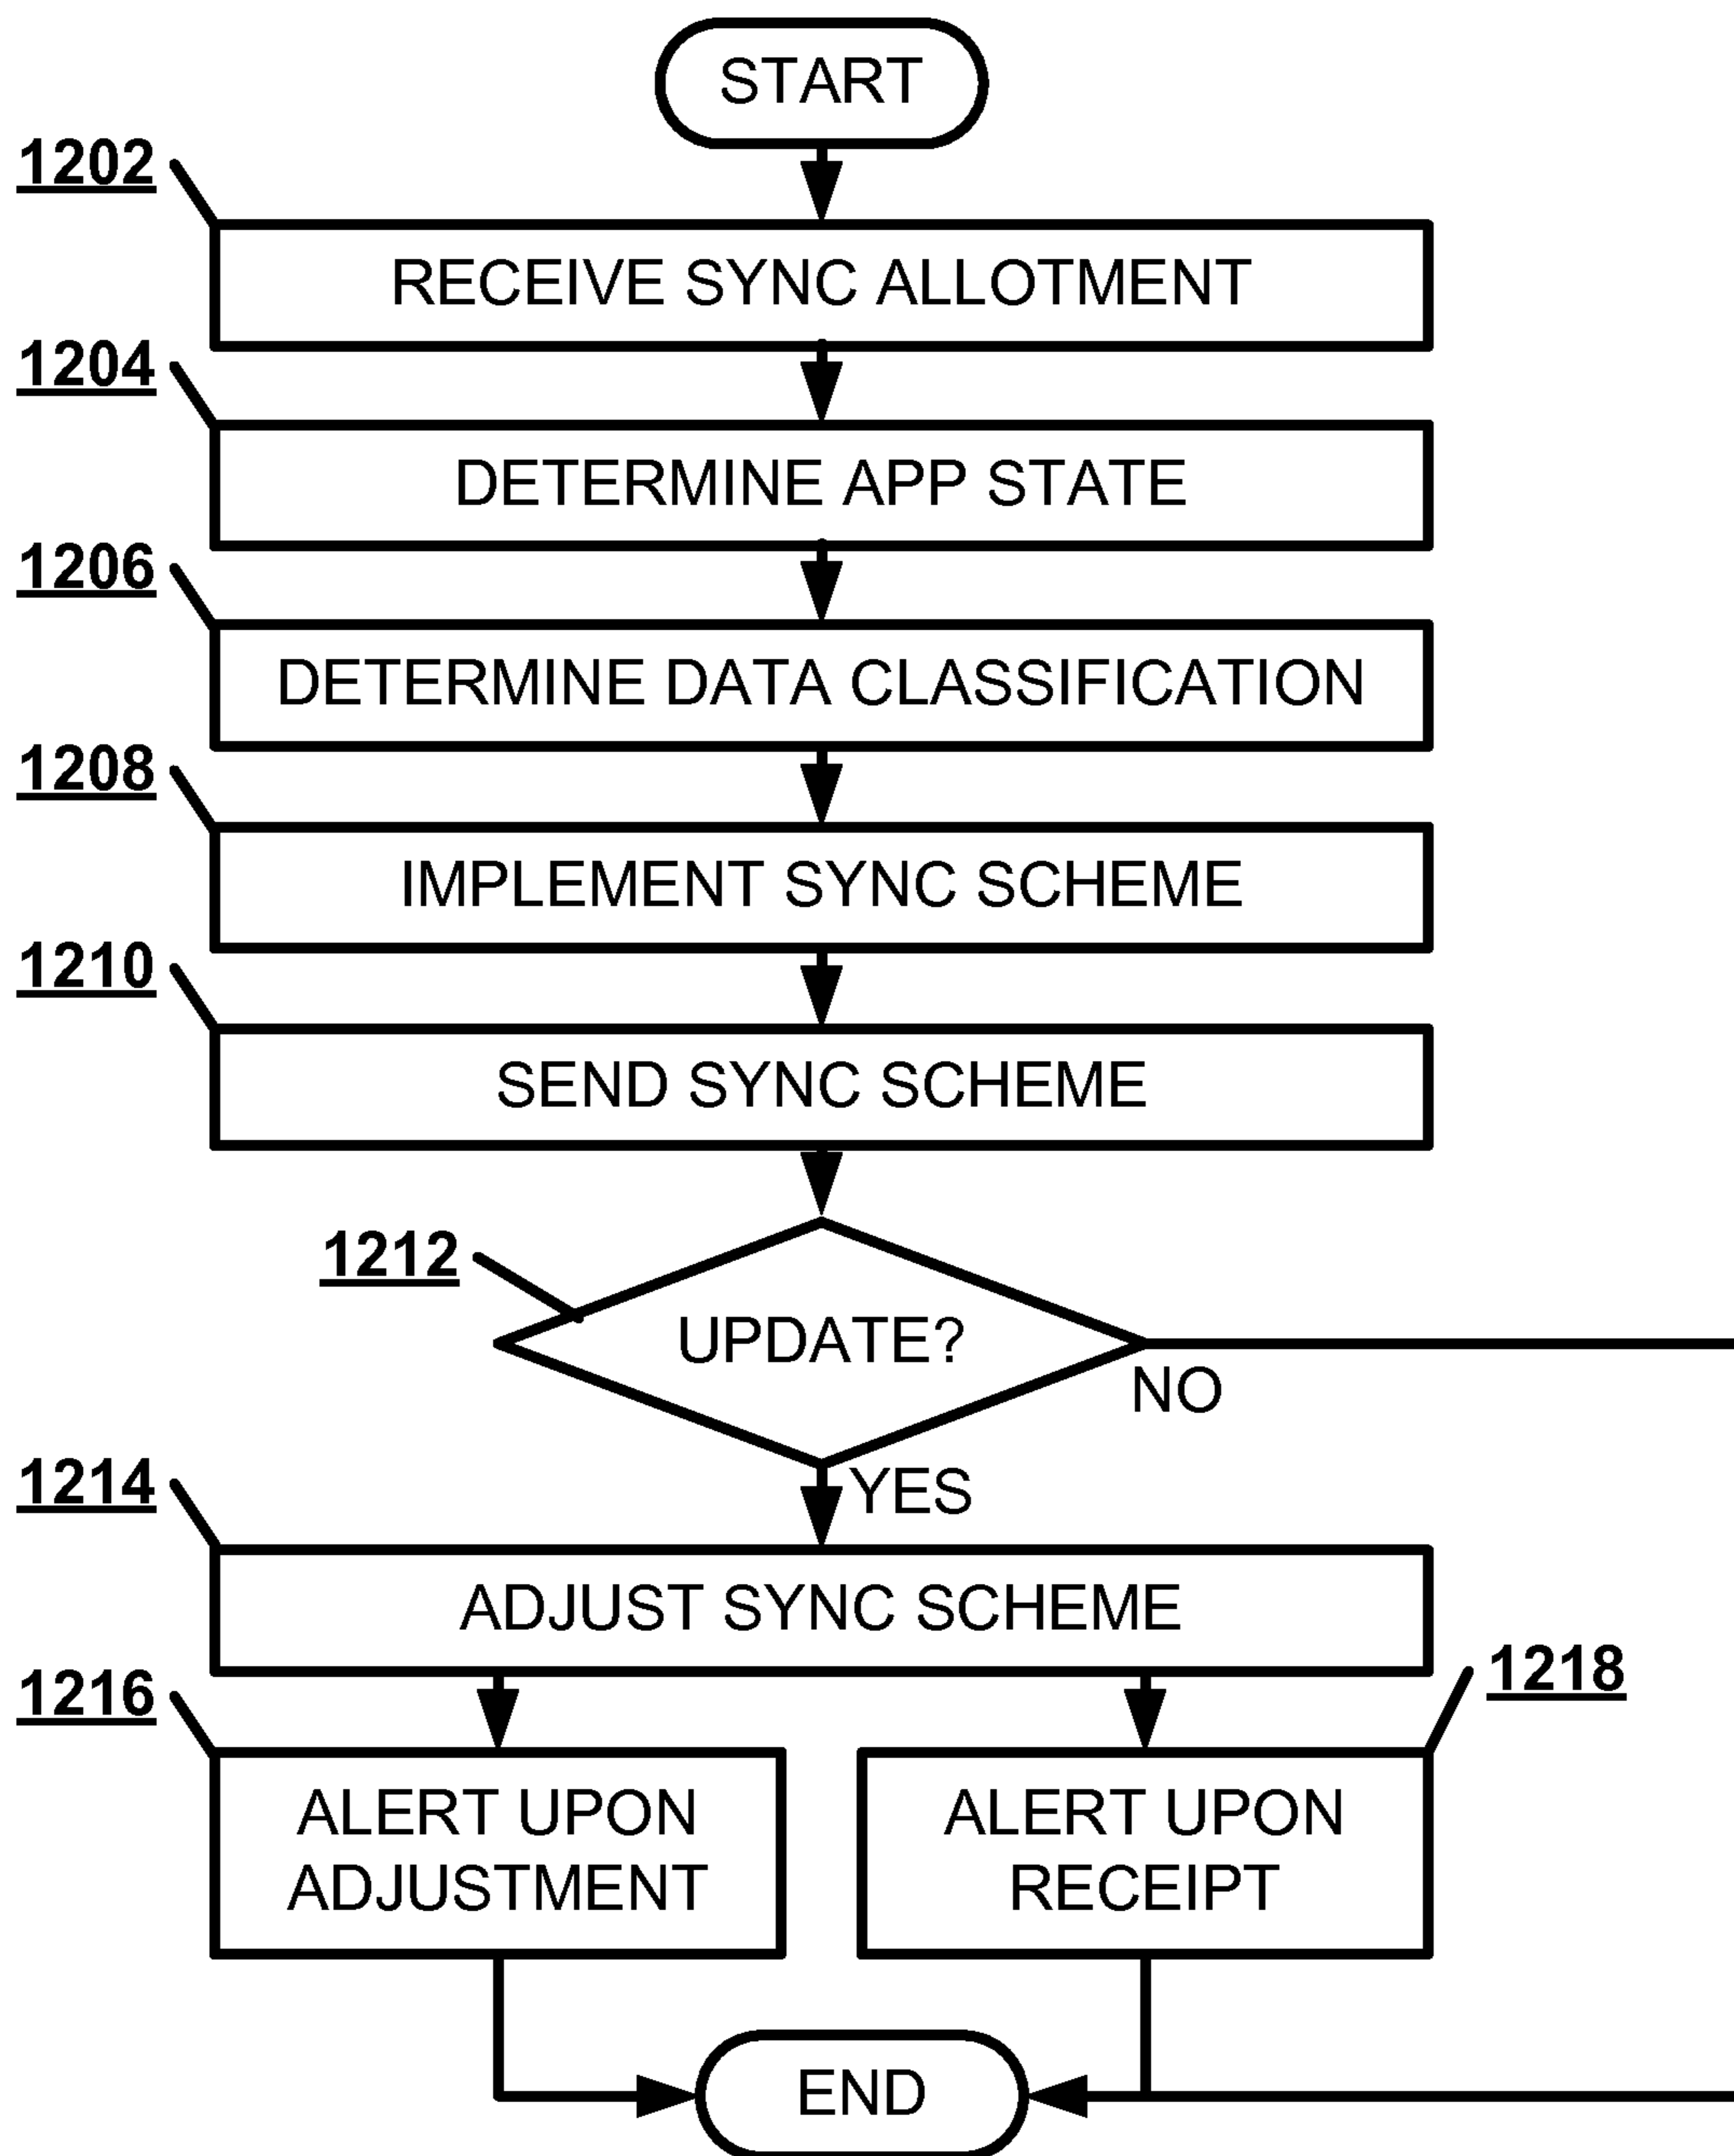 START
1202
RECEIVE SYNC ALLOTMENT
1204
DETERMINE APP STATE
1206
DETERMINE DATA CLASSIFICATION
1208
IMPLEMENT SYNC SCHEME
1210
SEND SYNC SCHEME
1212
UPDATE?
NO
YES
1214
ADJUST SYNC SCHEME
1216
ALERT UPON
ADJUSTMENT
1218
ALERT UPON
RECEIPT
END